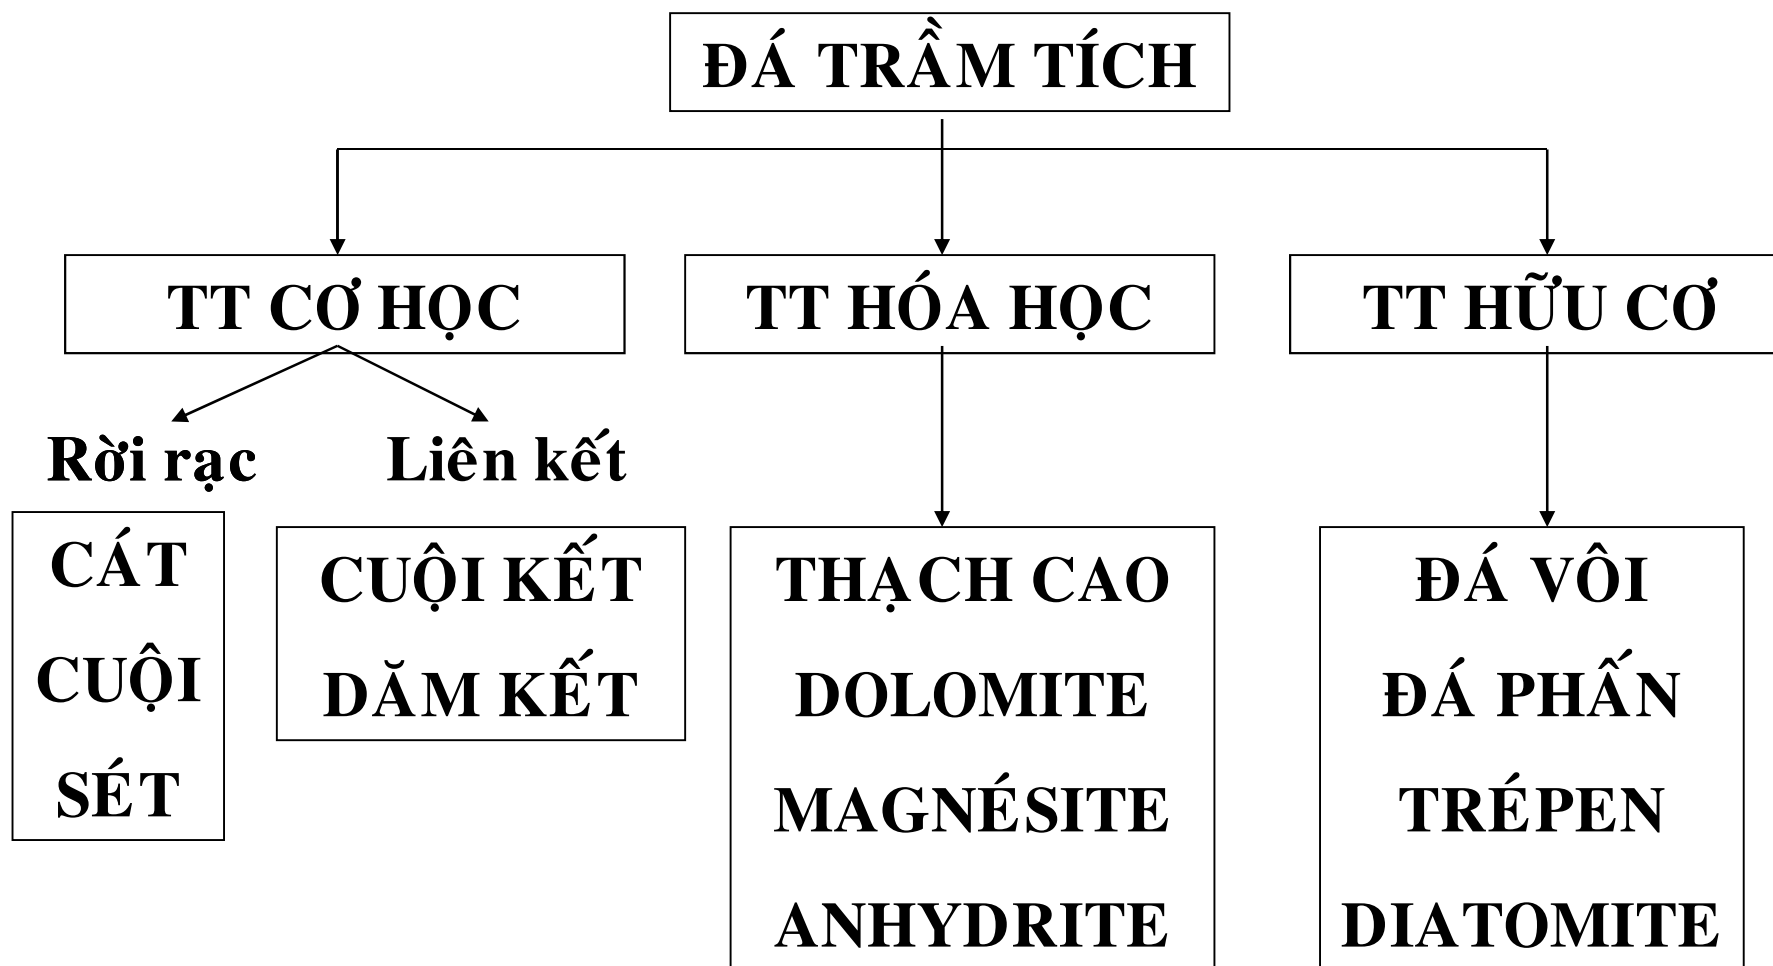 ĐÁ TRẦM TÍCH
TT CƠ HỌC
TT HÓA HỌC
TT HỮU CƠ
Rời rạc
Liên kết
CÁT
CUỘI
SÉT
CUỘI KẾT
DĂM KẾT
THẠCH CAO
DOLOMITE
MAGNÉSITE
ANHYDRITE
ĐÁ VÔI
ĐÁ PHẤN
TRÉPEN
DIATOMITE